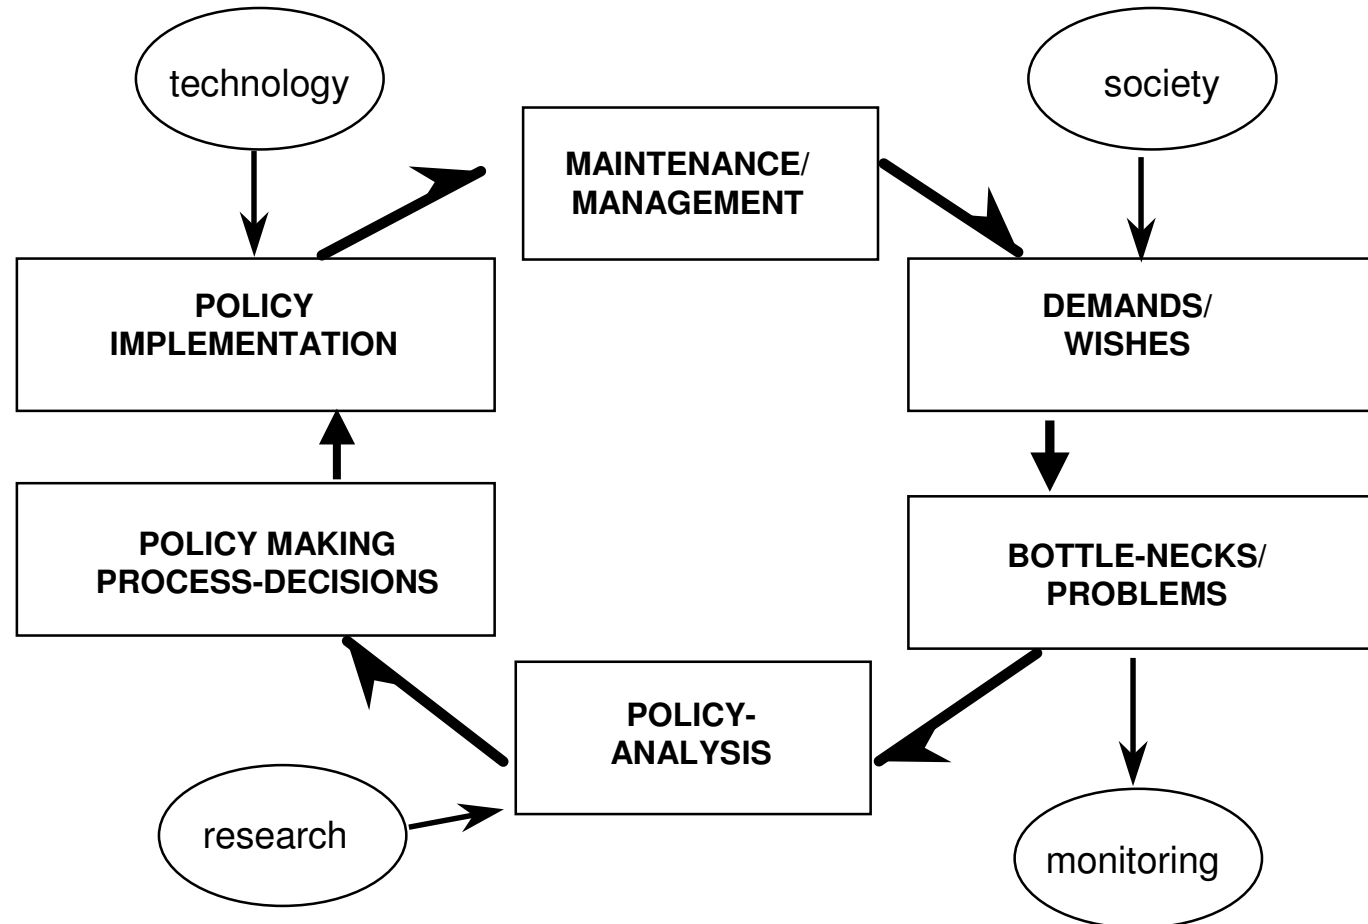 technology
society
MAINTENANCE/
MANAGEMENT
POLICY
IMPLEMENTATION
DEMANDS/
WISHES
POLICY MAKING
PROCESS-DECISIONS
BOTTLE-NECKS/
PROBLEMS
POLICY-
ANALYSIS
research
monitoring